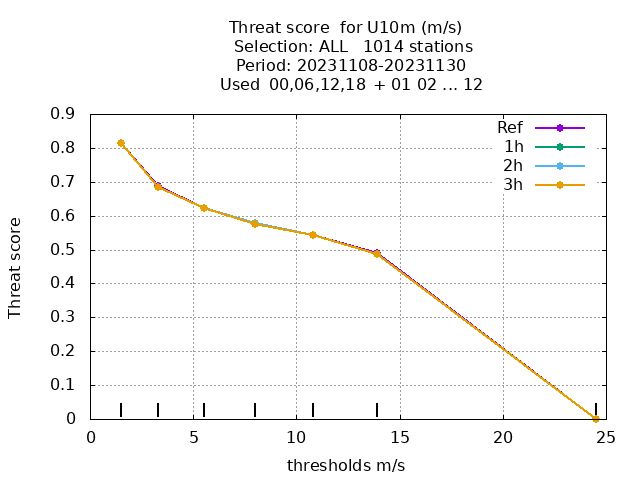 Threat score  for U10m (m/s)
Selection: ALL   1014 stations
Period: 20231108-20231130
Used  00,06,12,18  + 01 02 ... 12
Ref
1h
2h
3h
0.9
0.8
0.7
0.6
0.5
0.4
0.3
0.2
0.1
0
Threat score
0 5 10 15 20 25
thresholds m/s